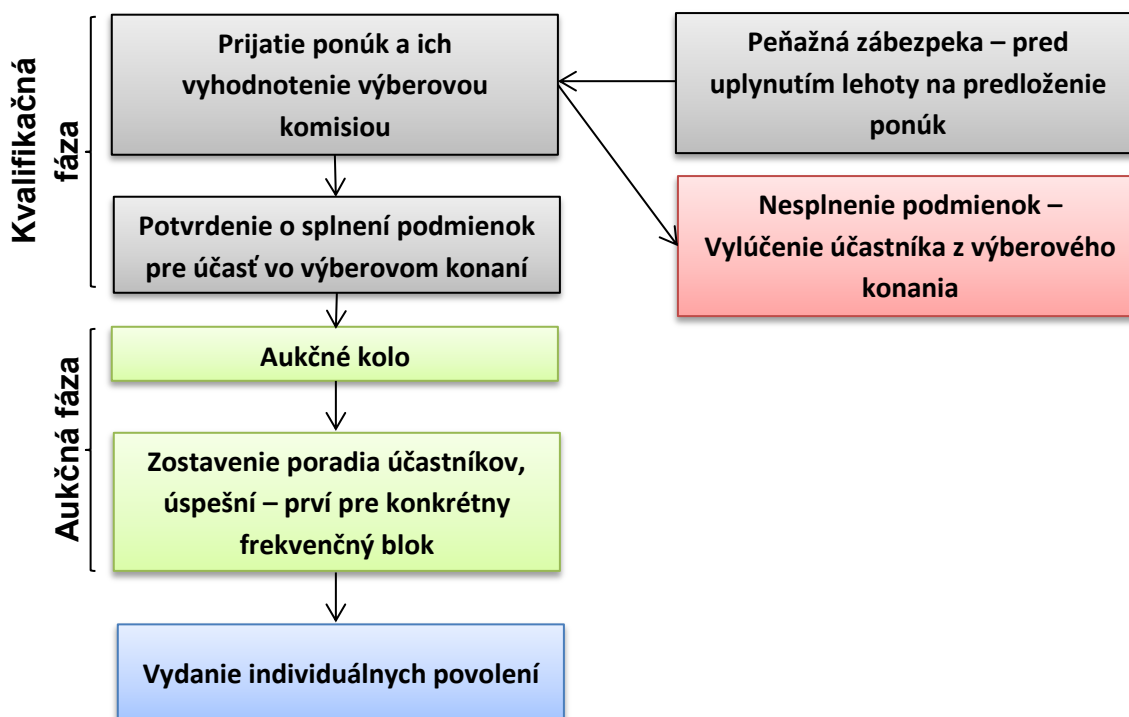 Kvalifikačná
fáza
Prijatie ponúk a ich
vyhodnotenie výberovou
komisiou
Peňažná zábezpeka – pred
uplynutím lehoty na predloženie
ponúk
Potvrdenie o splnení podmienok
pre účasť vo výberovom konaní
Nesplnenie podmienok –
Vylúčenie účastníka z výberového
konania
Aukčná fáza
Aukčné kolo
Zostavenie poradia účastníkov,
úspešní – prví pre konkrétny
frekvenčný blok
Vydanie individuálnych povolení